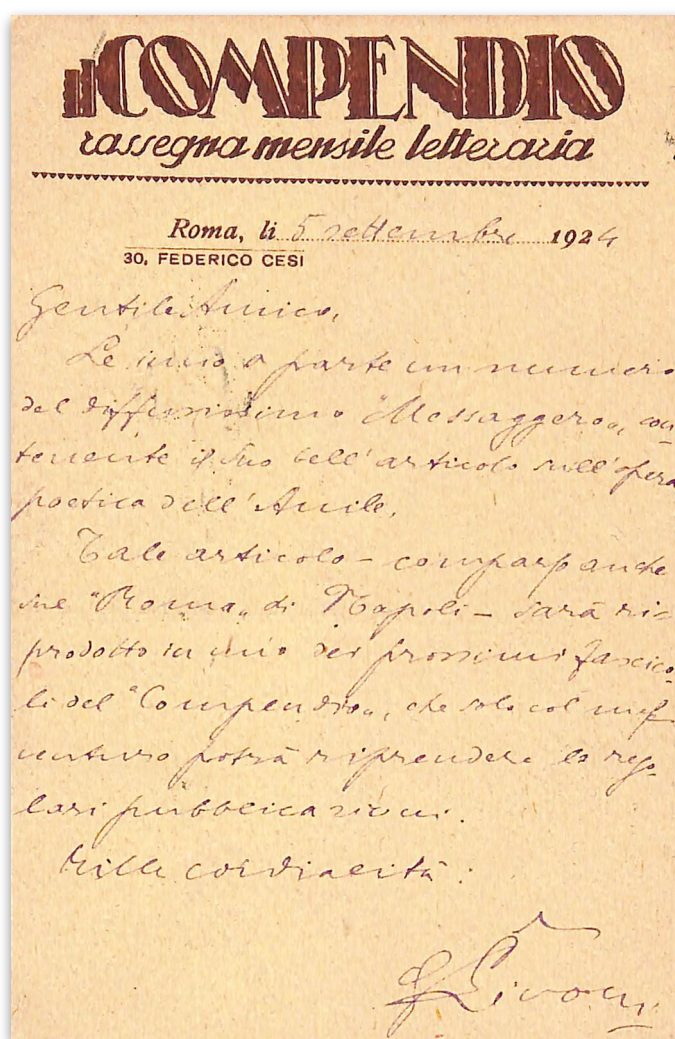 il COMPENDIO
rassegna mensile letteraria
Roma, li 5 settembre 1924
30, FEDERICO CESI
Gentile Amico,
Le invio a parte un numero
del diffusissimo "Messaggero„, con
tenente il Suo bell'articolo sull'opera
poetica dell'Anile.
Tale articolo – comparso anche
sul "Roma„ di Napoli – sarà ri=
prodotto in uno dei prossimi fascico-
li del "Compendio„, che solo col
venturo potrà riprendere le rego-
lari pubblicazioni.
Mille cordialità: